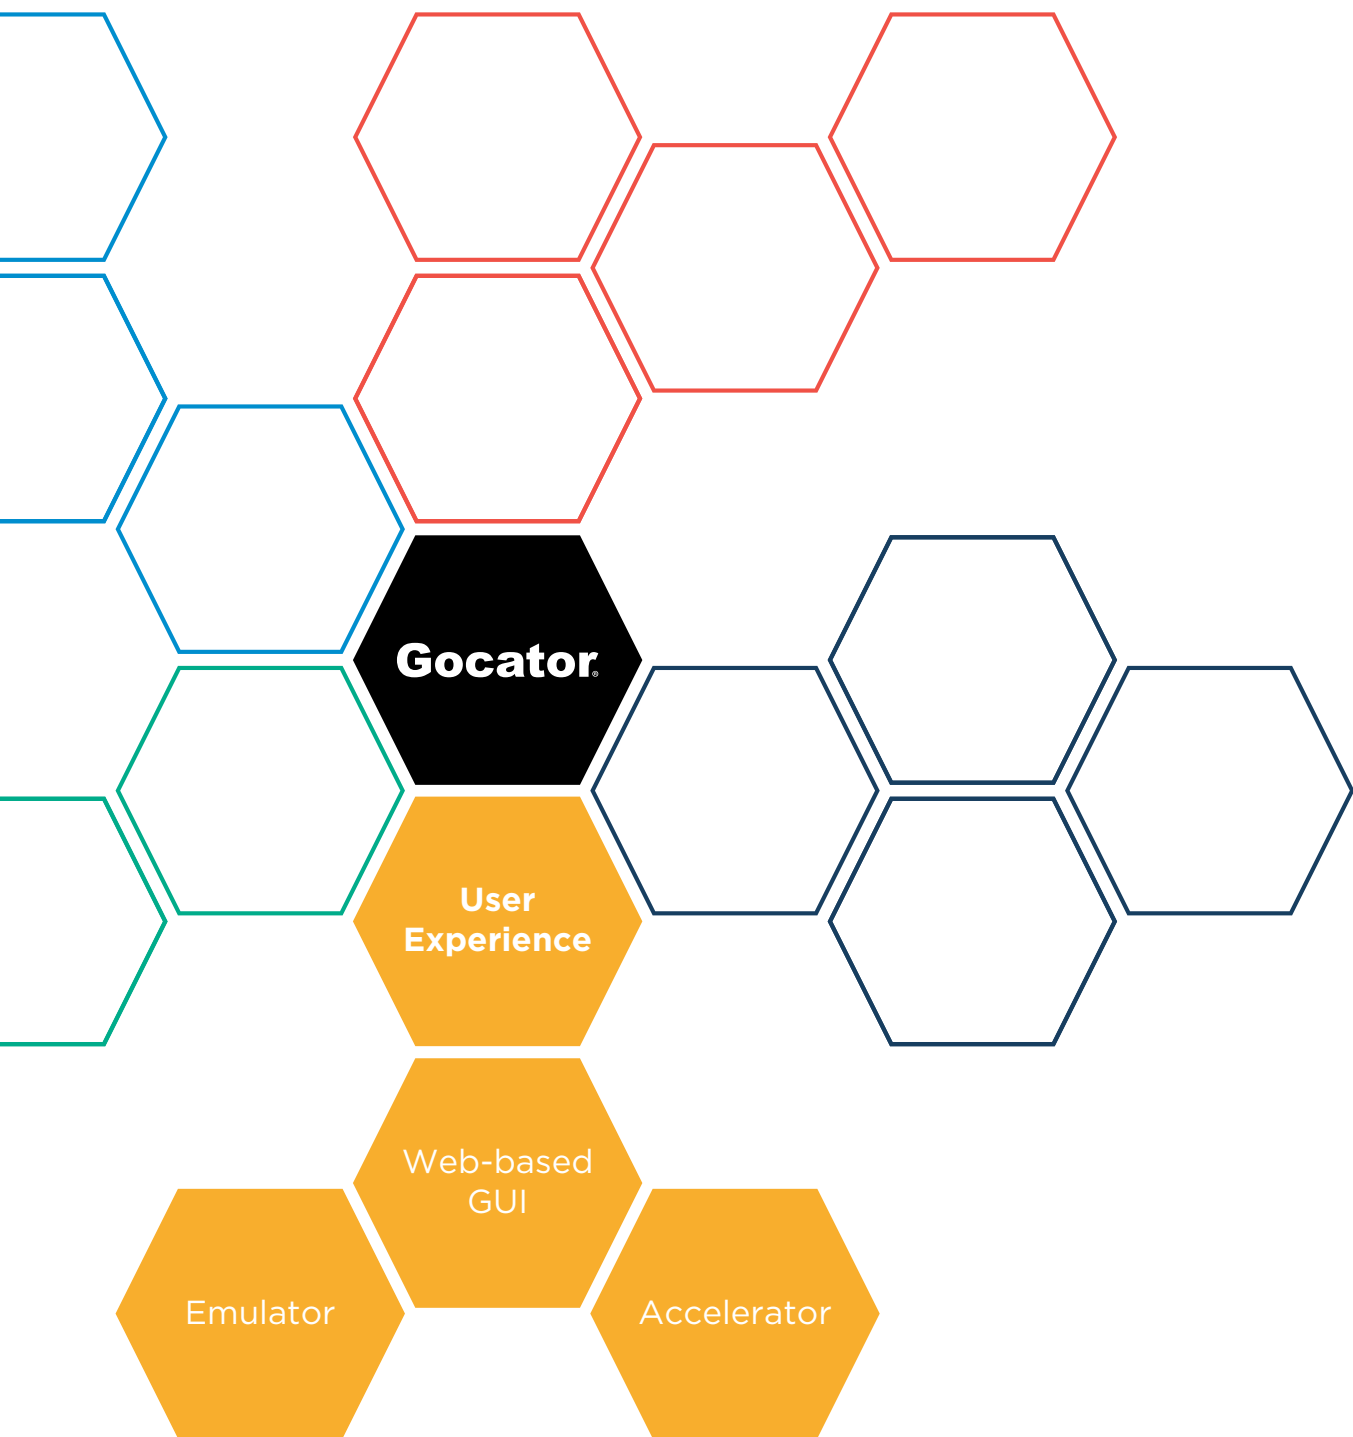 Gocator®
User
Experience
Web-based
GUI
Emulator
Accelerator